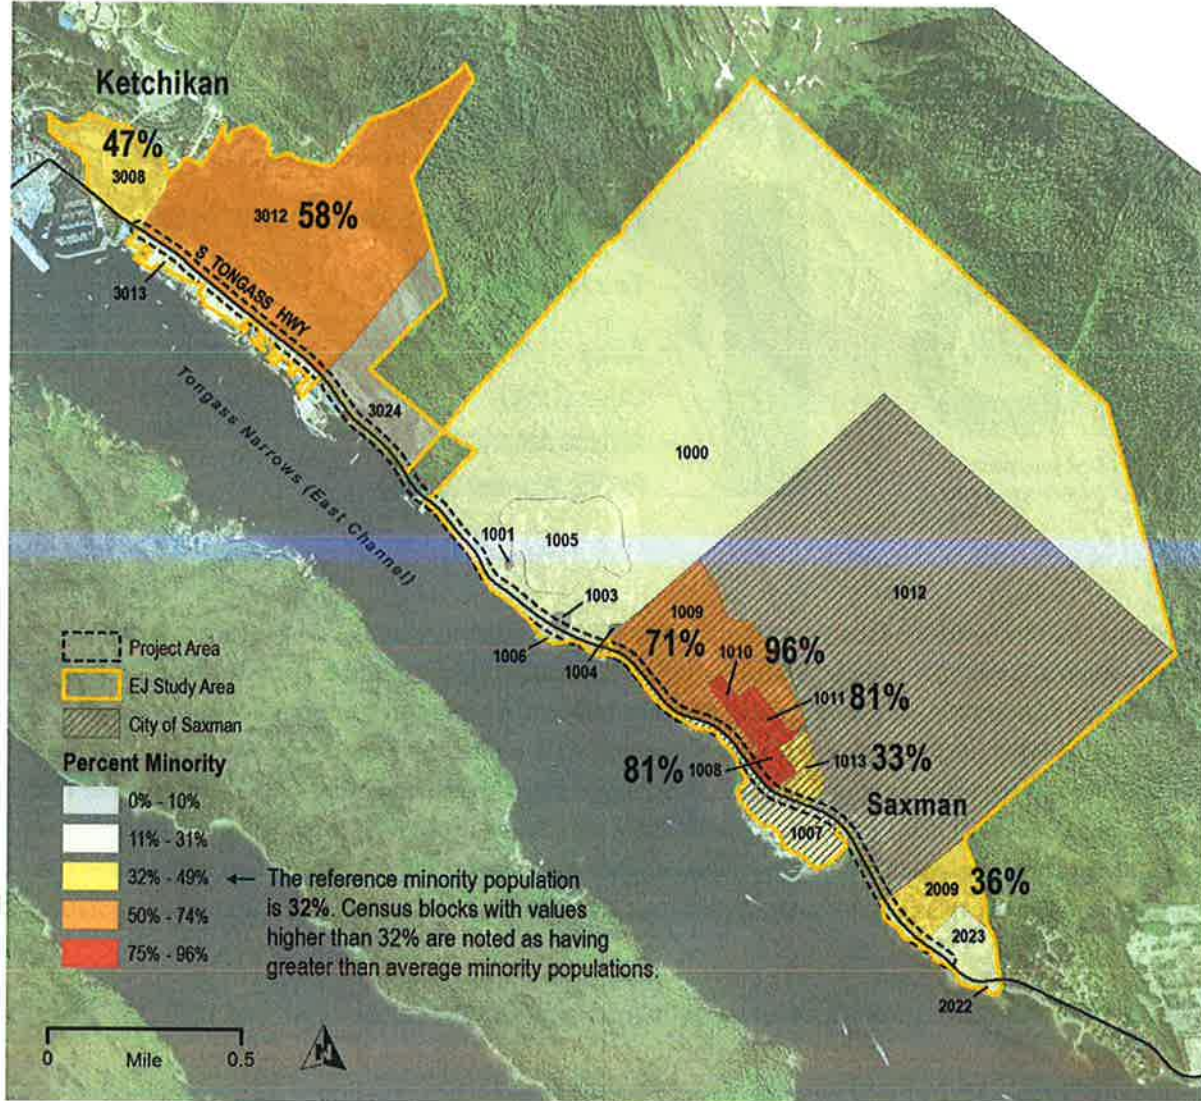 Ketchikan
47%
3008
3012 58%
3013
S TONGASS HWY
Tongass Narrows (East Channel)
3024
1000
1001
1005
1003
1006
1004
1009
71%
1010 96%
1011 81%
1012
81% 1008
1013 33%
Saxman
1007
2009 36%
2023
2022
Project Area
EJ Study Area
City of Saxman
Percent Minority
0% - 10%
11% - 31%
32% - 49%
50% - 74%
75% - 96%
The reference minority population
is 32%. Census blocks with values
higher than 32% are noted as having
greater than average minority populations.
0 Mile 0.5
N